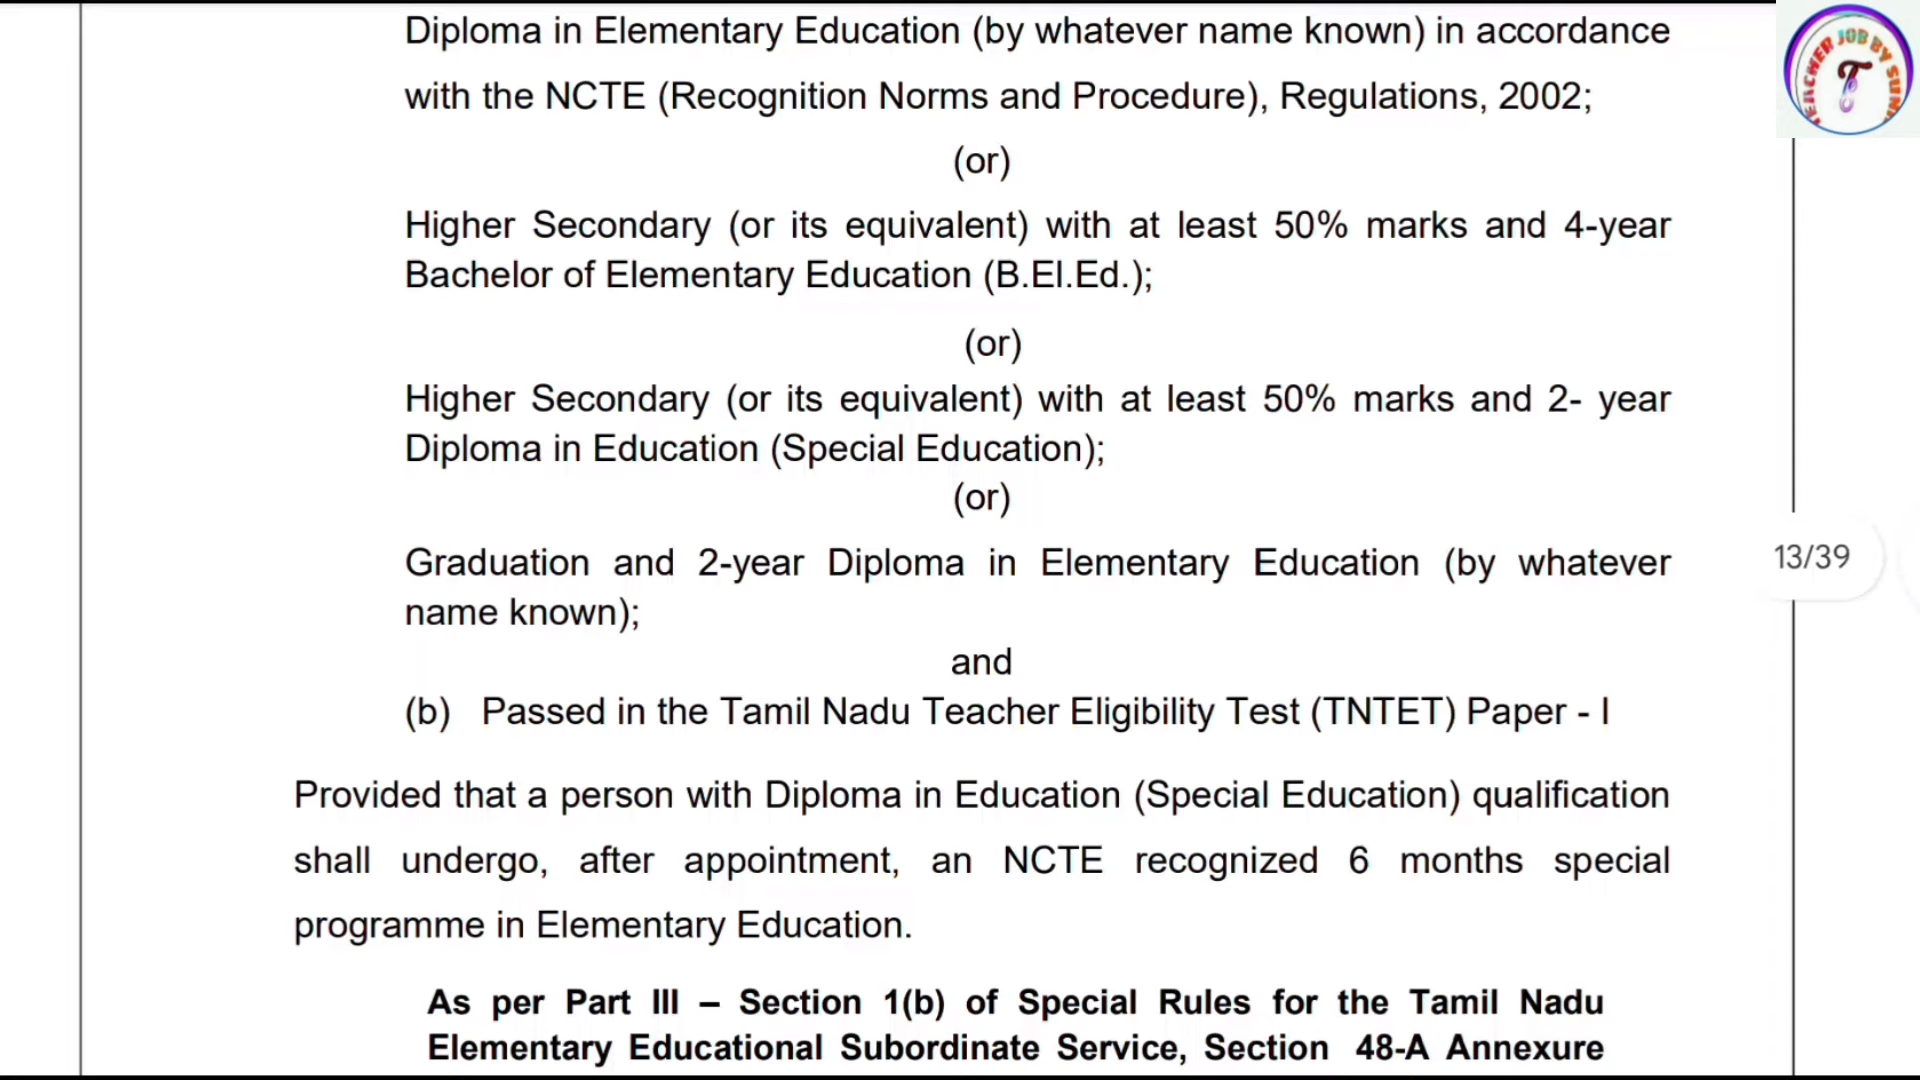 Diploma in Elementary Education (by whatever name known) in accordance
with the NCTE (Recognition Norms and Procedure), Regulations, 2002;
(or)
Higher Secondary (or its equivalent) with at least 50% marks and 4-year
Bachelor of Elementary Education (B.El.Ed.);
(or)
Higher Secondary (or its equivalent) with at least 50% marks and 2- year
Diploma in Education (Special Education);
(or)
Graduation and 2-year Diploma in Elementary Education (by whatever
name known);
and
(b) Passed in the Tamil Nadu Teacher Eligibility Test (TNTET) Paper - I
Provided that a person with Diploma in Education (Special Education) qualification
shall undergo, after appointment, an NCTE recognized 6 months special
programme in Elementary Education.
As per Part III – Section 1(b) of Special Rules for the Tamil Nadu
Elementary Educational Subordinate Service, Section 48-A Annexure
13/39
JOB BY
T